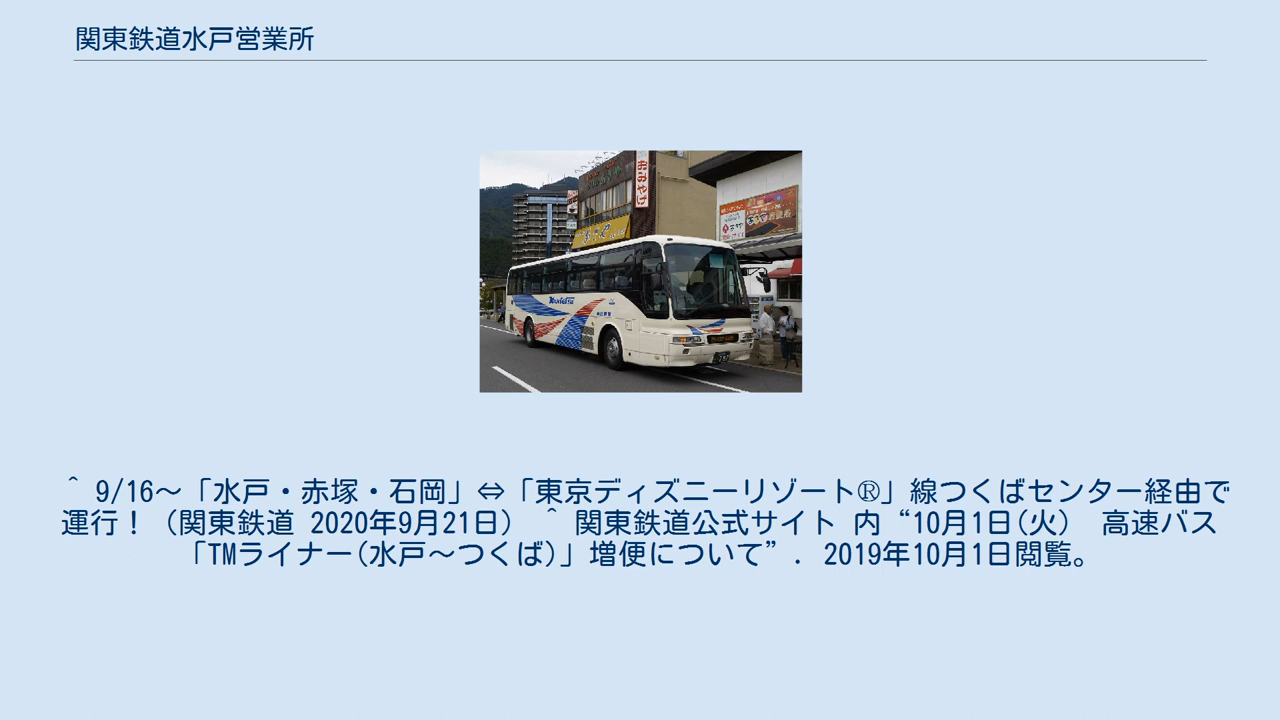 関東鉄道水戸営業所
おみやげ
^ 9/16～「水戸・赤塚・石岡」⇔「東京ディズニーリゾート®」線つくばセンター経由で
運行！（関東鉄道 2020年9月21日） ^ 関東鉄道公式サイト 内“10月1日(火)　高速バス
「TMライナー(水戸～つくば)」増便について”. 2019年10月1日閲覧。